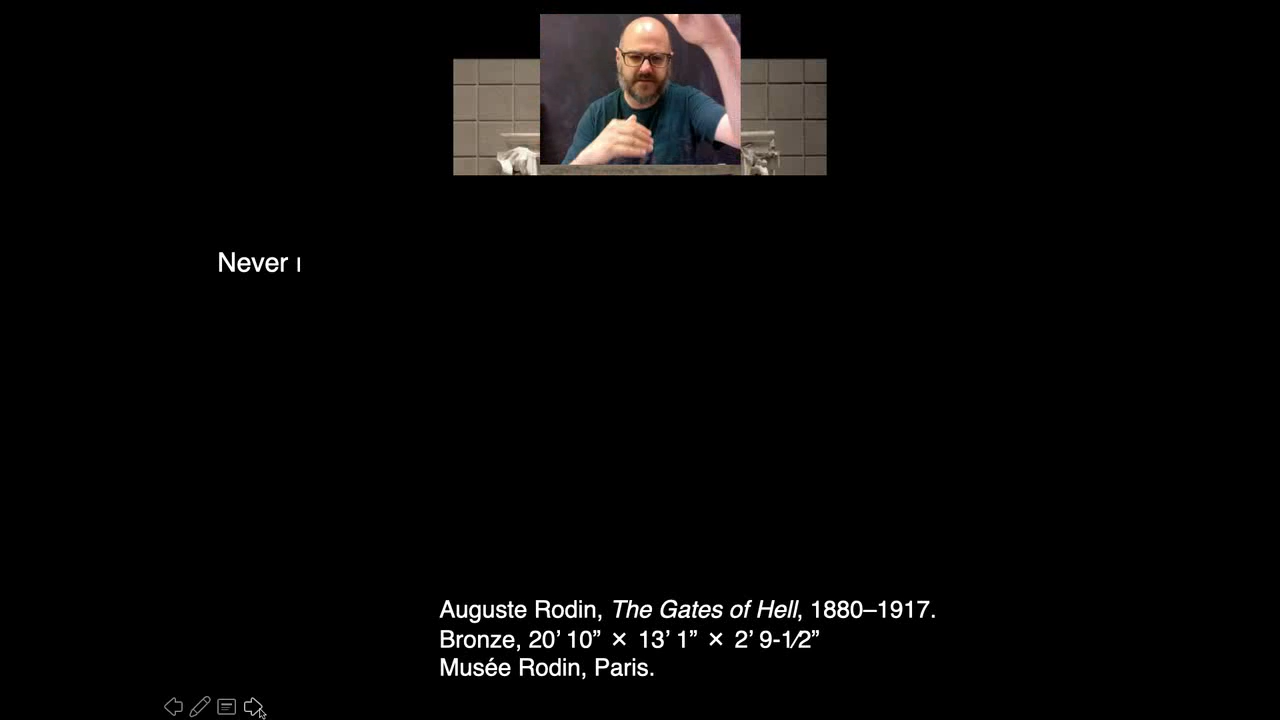 Never
Auguste Rodin, The Gates of Hell, 1880–1917.
Bronze, 20’ 10” × 13’ 1” × 2’ 9-1⁄2”
Musée Rodin, Paris.